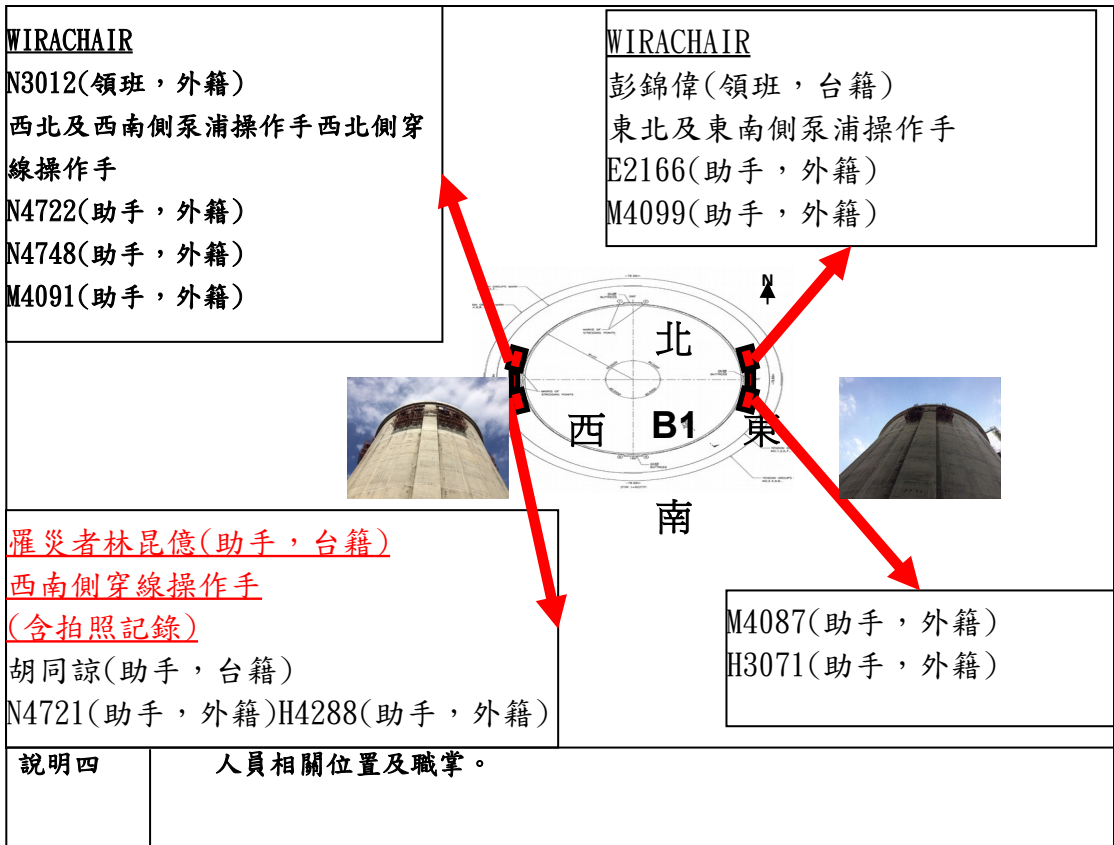 WIRACHAIR
N3012(領班，外籍)
西北及西南側泵浦操作手西北側穿
線操作手
N4722(助手，外籍)
N4748(助手，外籍)
M4091(助手，外籍)
WIRACHAIR
彭錦偉(領班，台籍)
東北及東南側泵浦操作手
E2166(助手，外籍)
M4099(助手，外籍)
N
北
西
B1
東
南
罹災者林昆億(助手，台籍)
西南側穿線操作手
(含拍照記錄)
胡同諒(助手，台籍)
N4721(助手，外籍)H4288(助手，外籍)
M4087(助手，外籍)
H3071(助手，外籍)
說明四
人員相關位置及職掌。